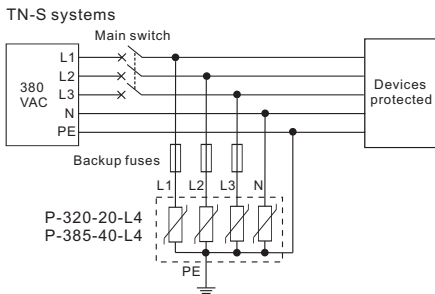 TN-S systems
Main switch
L1
L2
L3
N
PE
380
VAC
Devices
protected
Backup fuses
L1 L2 L3 N
P-320-20-L4
P-385-40-L4
PE